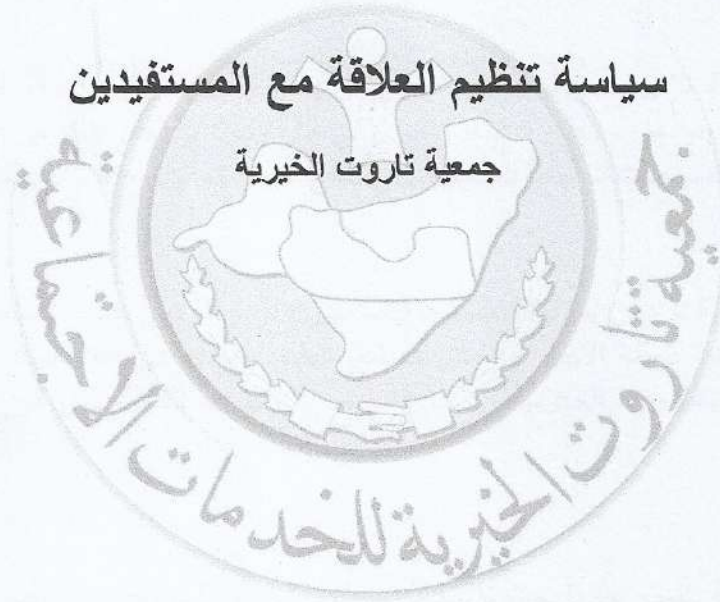 سياسة تنظيم العلاقة مع المستفيدين
جمعية تاروت الخيرية
جمعية تاروت الخيرية للخدمات الاجتماعية